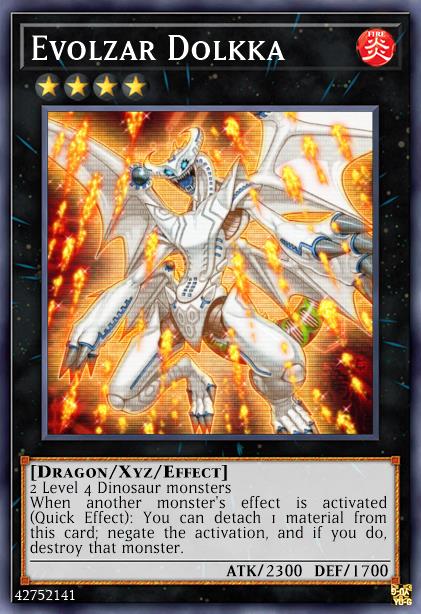 Evolzar Dolkka
FIRE
炎
[Dragon/Xyz/Effect]
2 Level 4 Dinosaur monsters
When another monster's effect is activated
(Quick Effect): You can detach 1 material from
this card; negate the activation, and if you do,
destroy that monster.
ATK/2300 DEF/1700
42752141